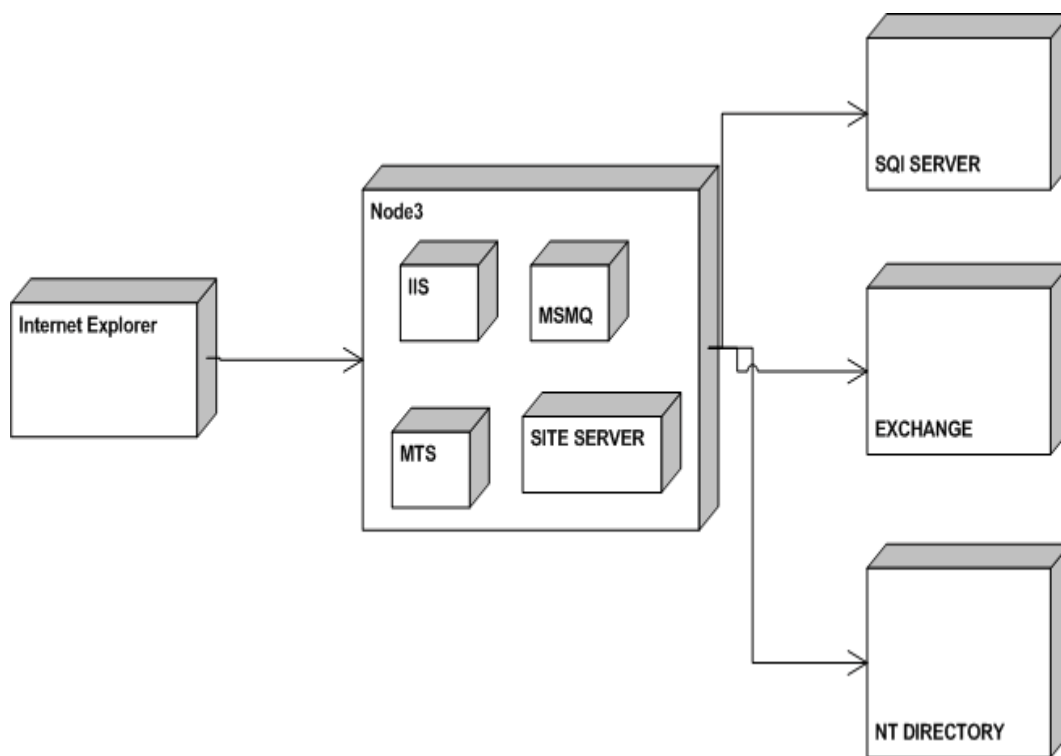 Internet Explorer
Node3
IIS
MSMQ
MTS
SITE SERVER
SQI SERVER
EXCHANGE
NT DIRECTORY